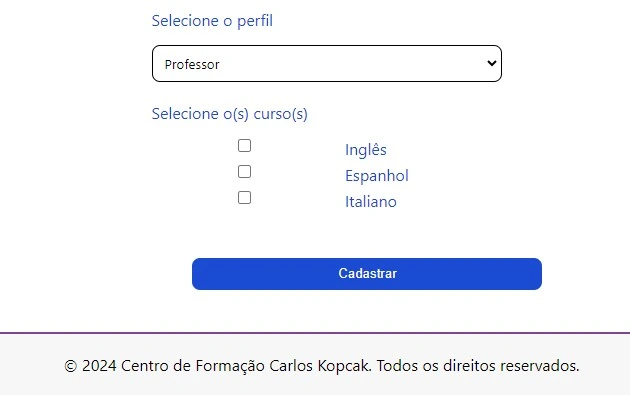 Selecione o perfil
Professor
Selecione o(s) curso(s)
Inglês
Espanhol
Italiano
Cadastrar
© 2024 Centro de Formação Carlos Kopcak. Todos os direitos reservados.